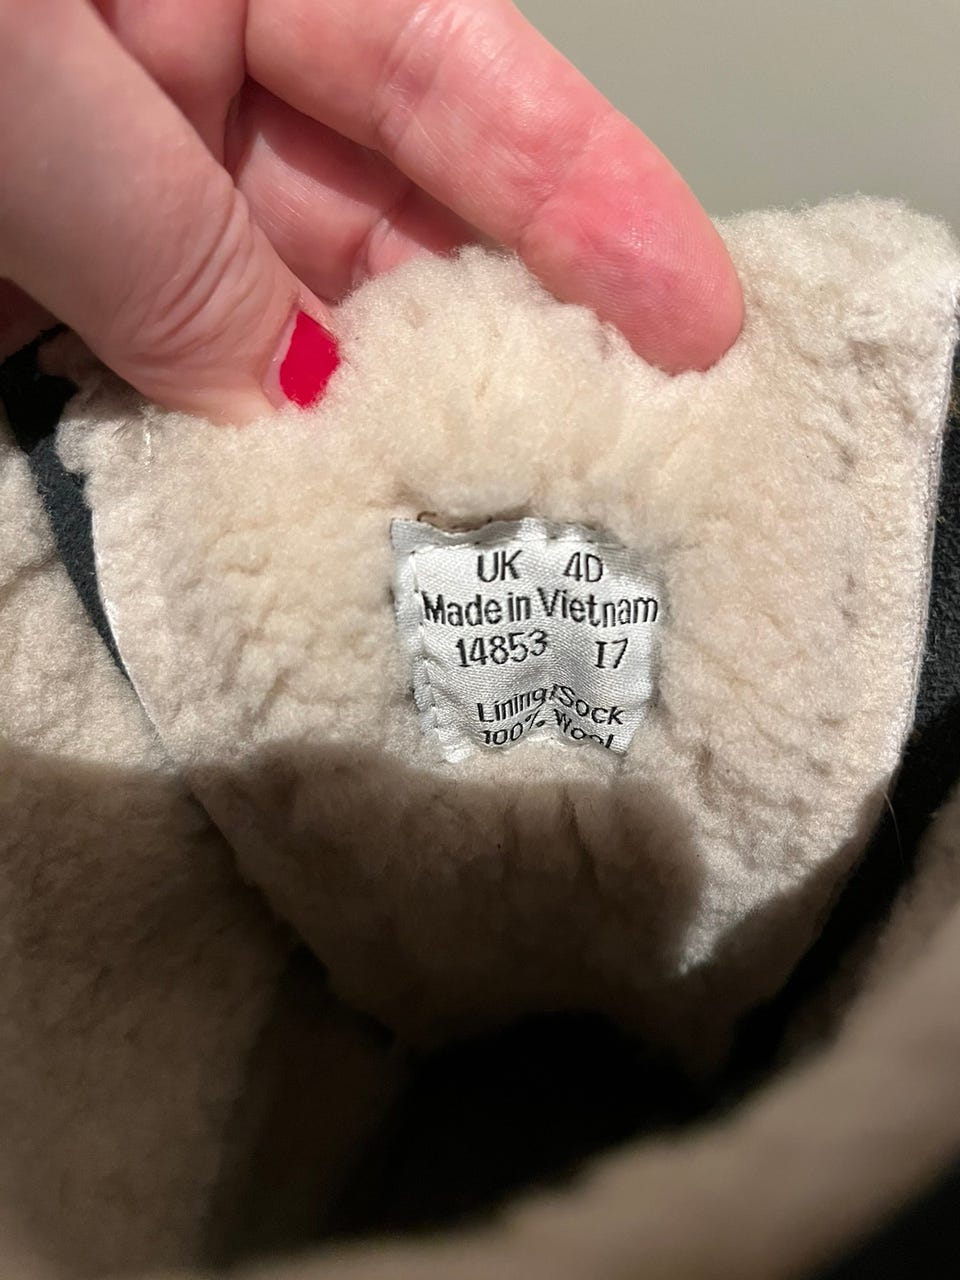 UK 4D
Made in Vietnam
14853 I7
Lining/Sock
100% Wool